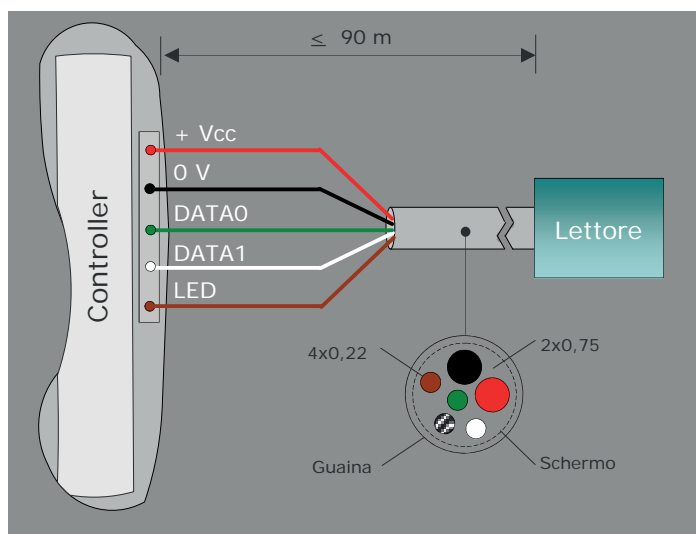 ≤ 90 m
+ Vcc
0 V
DATA0
DATA1
LED
Controller
Lettore
4x0,22
2x0,75
Guaina
Schermo